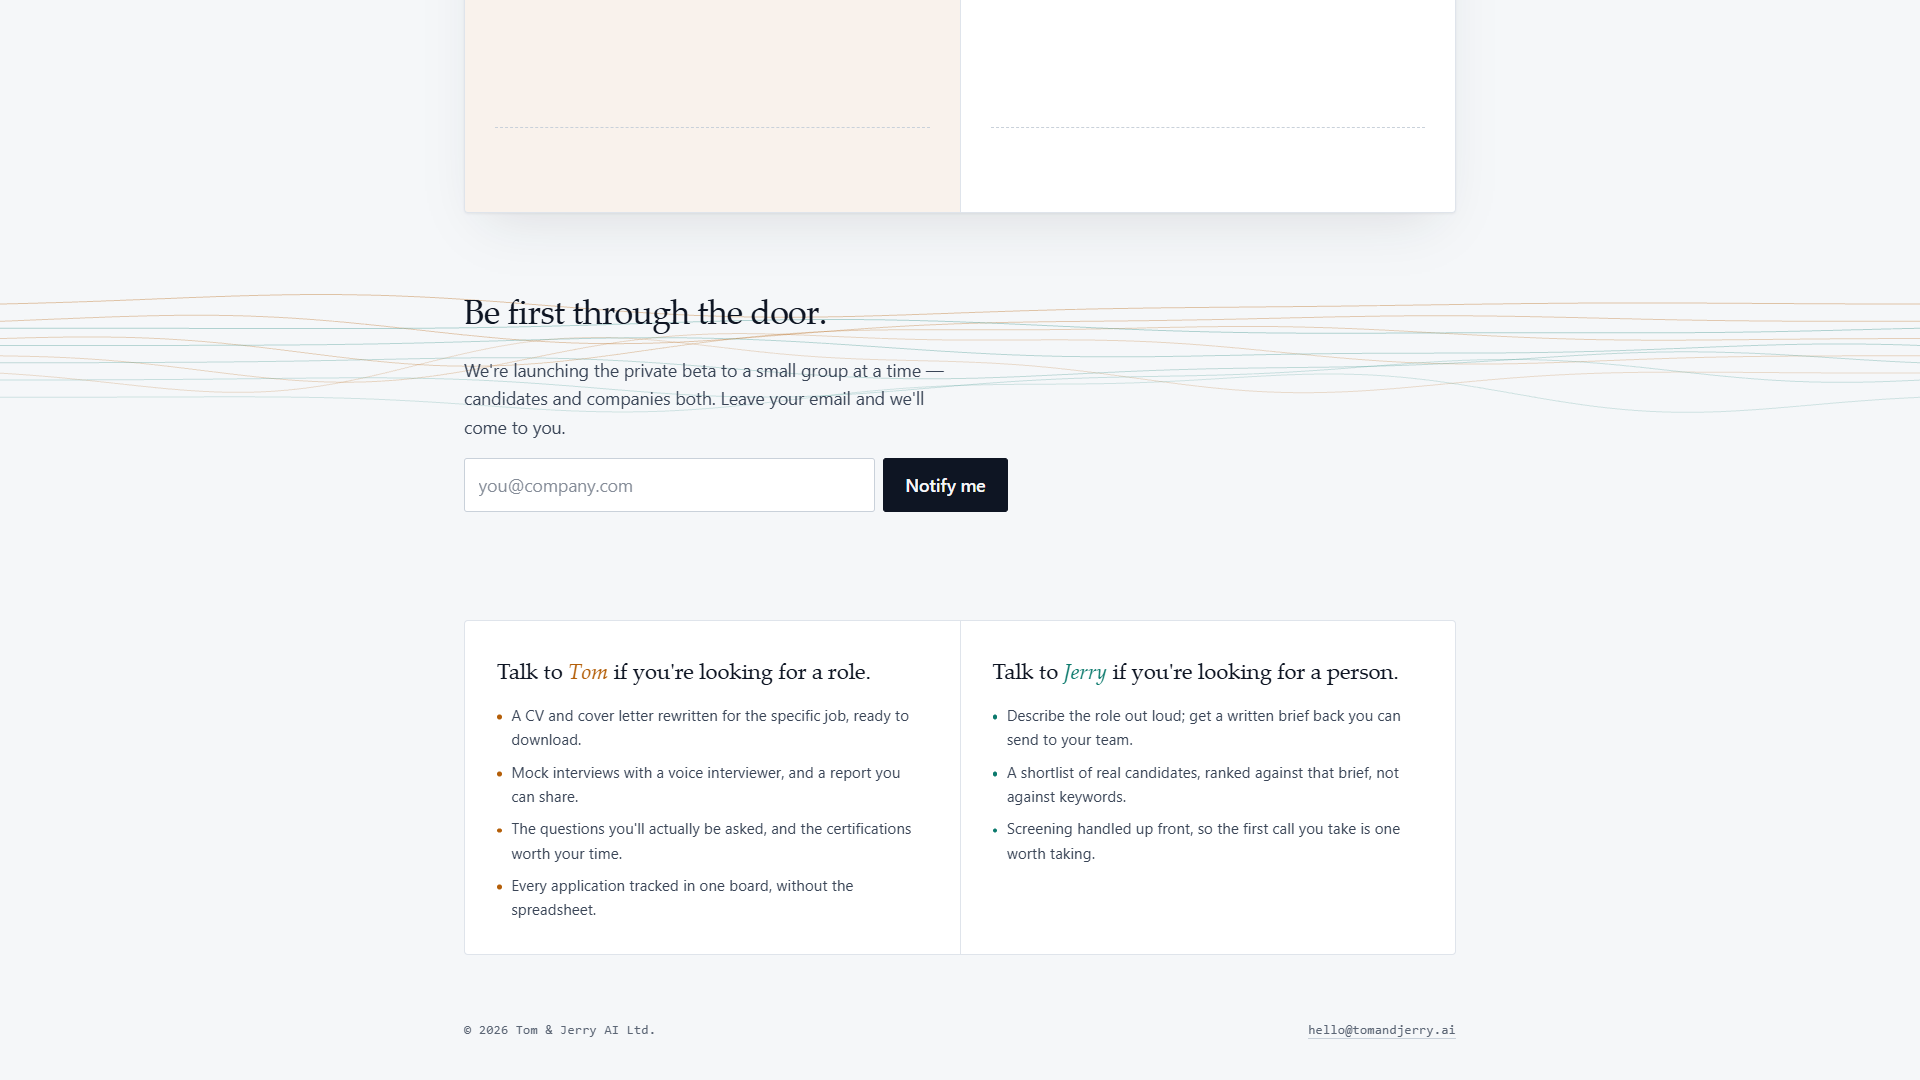 Be first through the door.
We're launching the private beta to a small group at a time —
candidates and companies both. Leave your email and we'll
come to you.
you@company.com
Notify me
Talk to Tom if you're looking for a role.
A CV and cover letter rewritten for the specific job, ready to
download.
Mock interviews with a voice interviewer, and a report you
can share.
The questions you'll actually be asked, and the certifications
worth your time.
Every application tracked in one board, without the
spreadsheet.
Talk to Jerry if you're looking for a person.
Describe the role out loud; get a written brief back you can
send to your team.
A shortlist of real candidates, ranked against that brief, not
against keywords.
Screening handled up front, so the first call you take is one
worth taking.
© 2026 Tom & Jerry AI Ltd.
hello@tomandjerry.ai